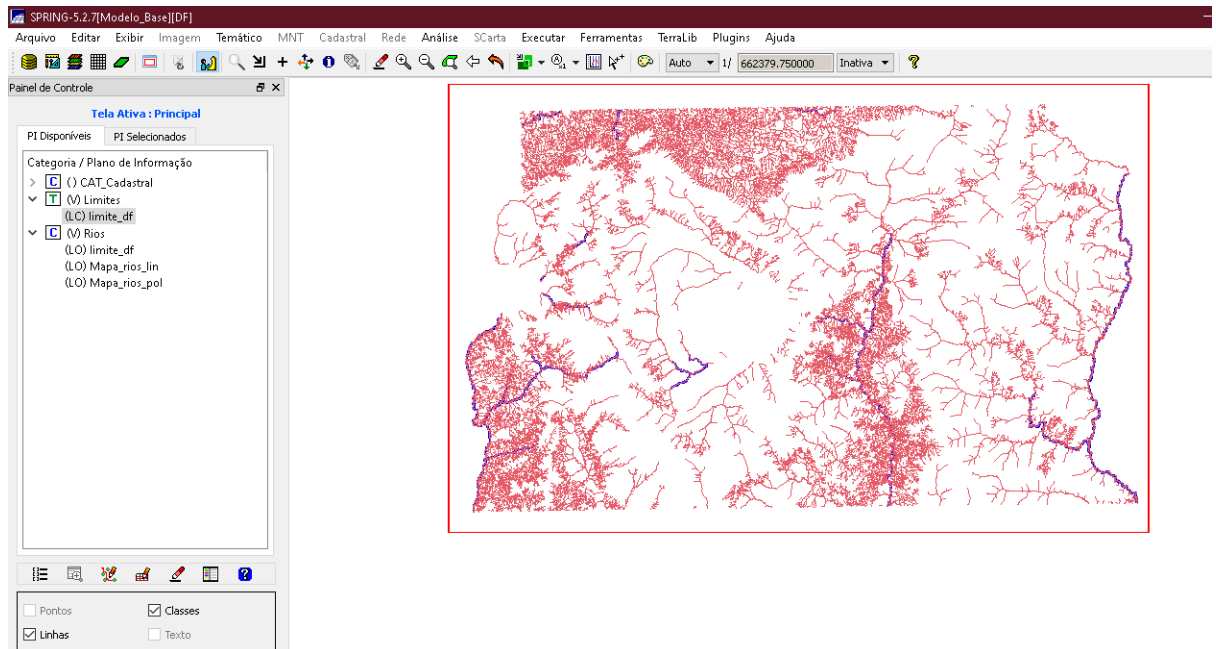 SPRING-5.2.7[Modelo_Base][DF]
Arquivo Editar Exibir Imagem Temático MNT Cadastral Rede Análise SCarta Executar Ferramentas TerraLib Plugins Ajuda
Auto 1/ 662379.750000 Inativa
Painel de Controle
Tela Ativa : Principal
PI Disponíveis PI Selecionados
Categoria / Plano de Informação
C () CAT_Cadastral
T (V) Limites
(LC) limite_df
C (V) Rios
(LO) limite_df
(LO) Mapa_rios_lin
(LO) Mapa_rios_pol
Pontos Classes
Linhas Texto